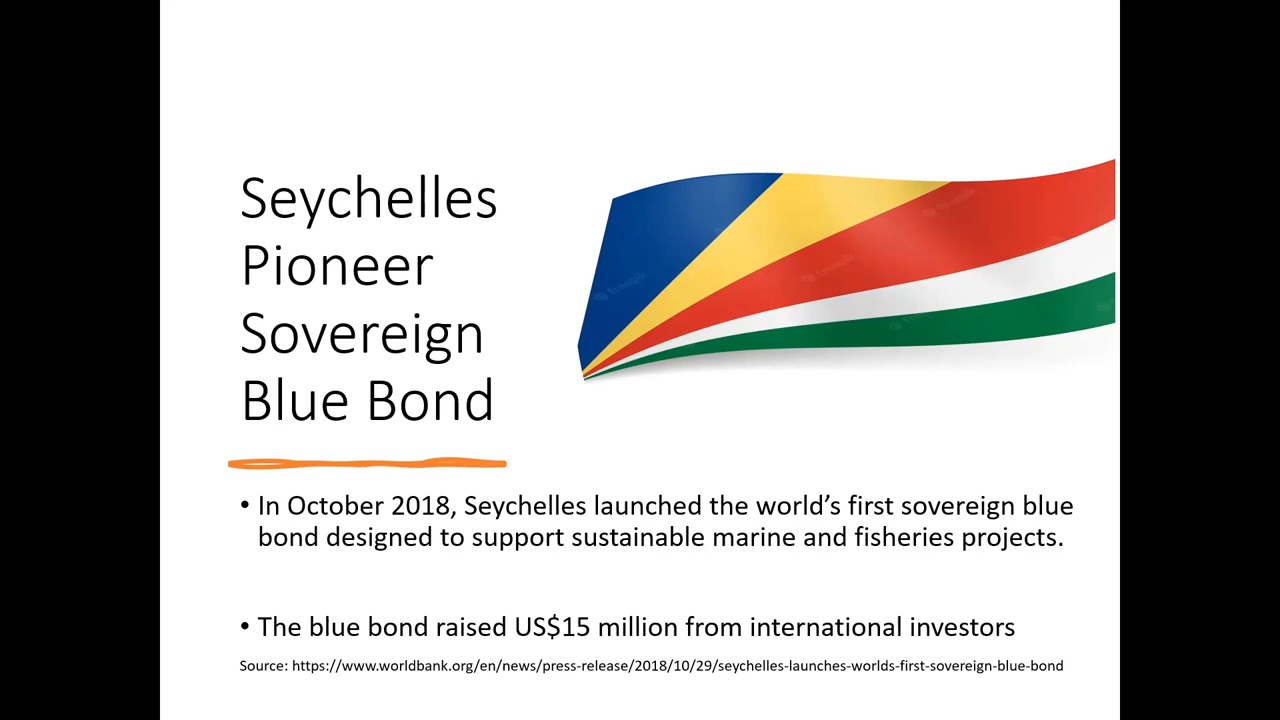 Seychelles
Pioneer
Sovereign
Blue Bond
• In October 2018, Seychelles launched the world’s first sovereign blue
bond designed to support sustainable marine and fisheries projects.
• The blue bond raised US$15 million from international investors
Source: https://www.worldbank.org/en/news/press-release/2018/10/29/seychelles-launches-worlds-first-sovereign-blue-bond